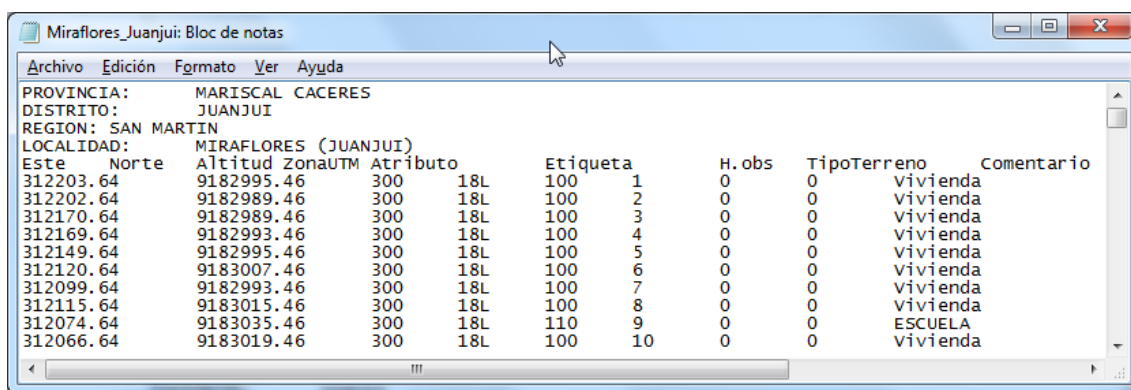 Miraflores_Juanjui: Bloc de notas
Archivo Edición Formato Ver Ayuda
PROVINCIA: MARISCAL CACERES
DISTRITO: JUANJUI
REGION: SAN MARTIN
LOCALIDAD: MIRAFLORES (JUANJUI)
Este Norte Altitud ZonaUTM Atributo Etiqueta H.obs TipoTerreno Comentario
312203.64 9182995.46 300 18L 100 1 0 0 Vivienda
312202.64 9182989.46 300 18L 100 2 0 0 Vivienda
312170.64 9182989.46 300 18L 100 3 0 0 Vivienda
312169.64 9182993.46 300 18L 100 4 0 0 Vivienda
312149.64 9182995.46 300 18L 100 5 0 0 Vivienda
312120.64 9183007.46 300 18L 100 6 0 0 Vivienda
312099.64 9182993.46 300 18L 100 7 0 0 Vivienda
312115.64 9183015.46 300 18L 100 8 0 0 Vivienda
312074.64 9183035.46 300 18L 110 9 0 0 ESCUELA
312066.64 9183019.46 300 18L 100 10 0 0 Vivienda